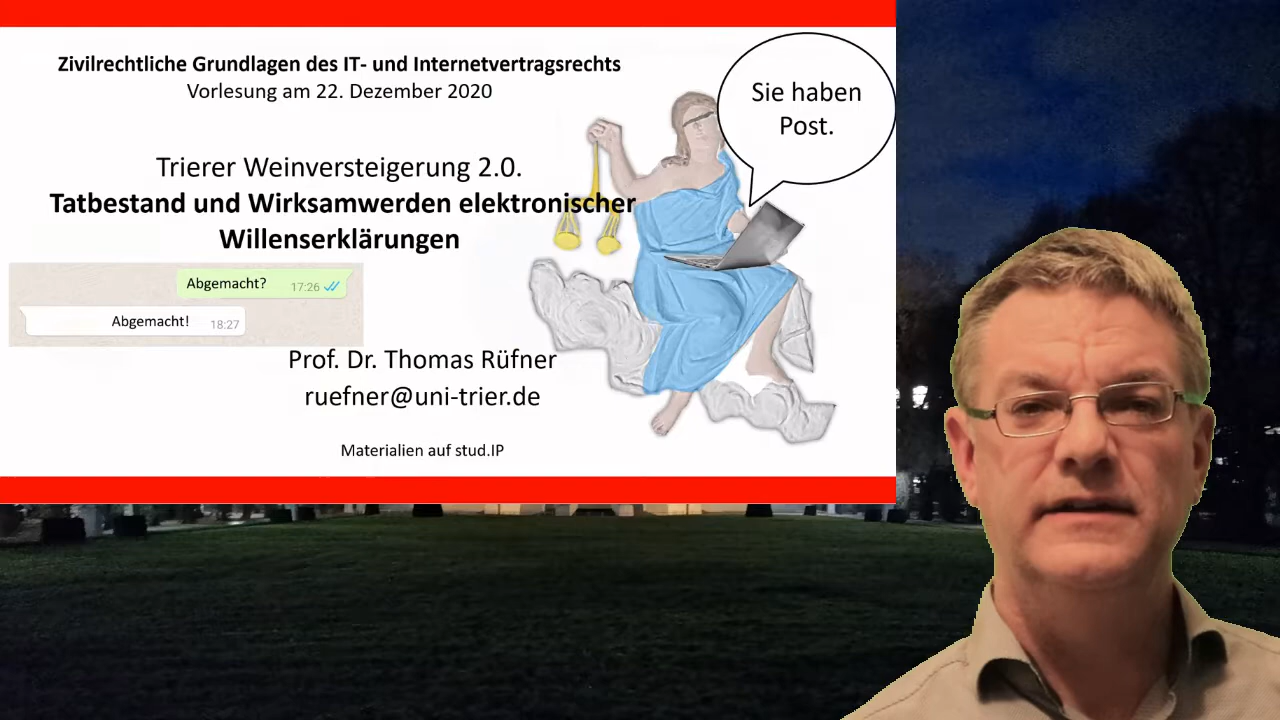 Zivilrechtliche Grundlagen des IT- und Internetvertragsrechts
Vorlesung am 22. Dezember 2020
Sie haben
Post.
Trierer Weinversteigerung 2.0.
Tatbestand und Wirksamwerden elektronischer
Willenserklärungen
Abgemacht? 17:26
Abgemacht! 18:27
Prof. Dr. Thomas Rüfner
ruefner@uni-trier.de
Materialien auf stud.IP